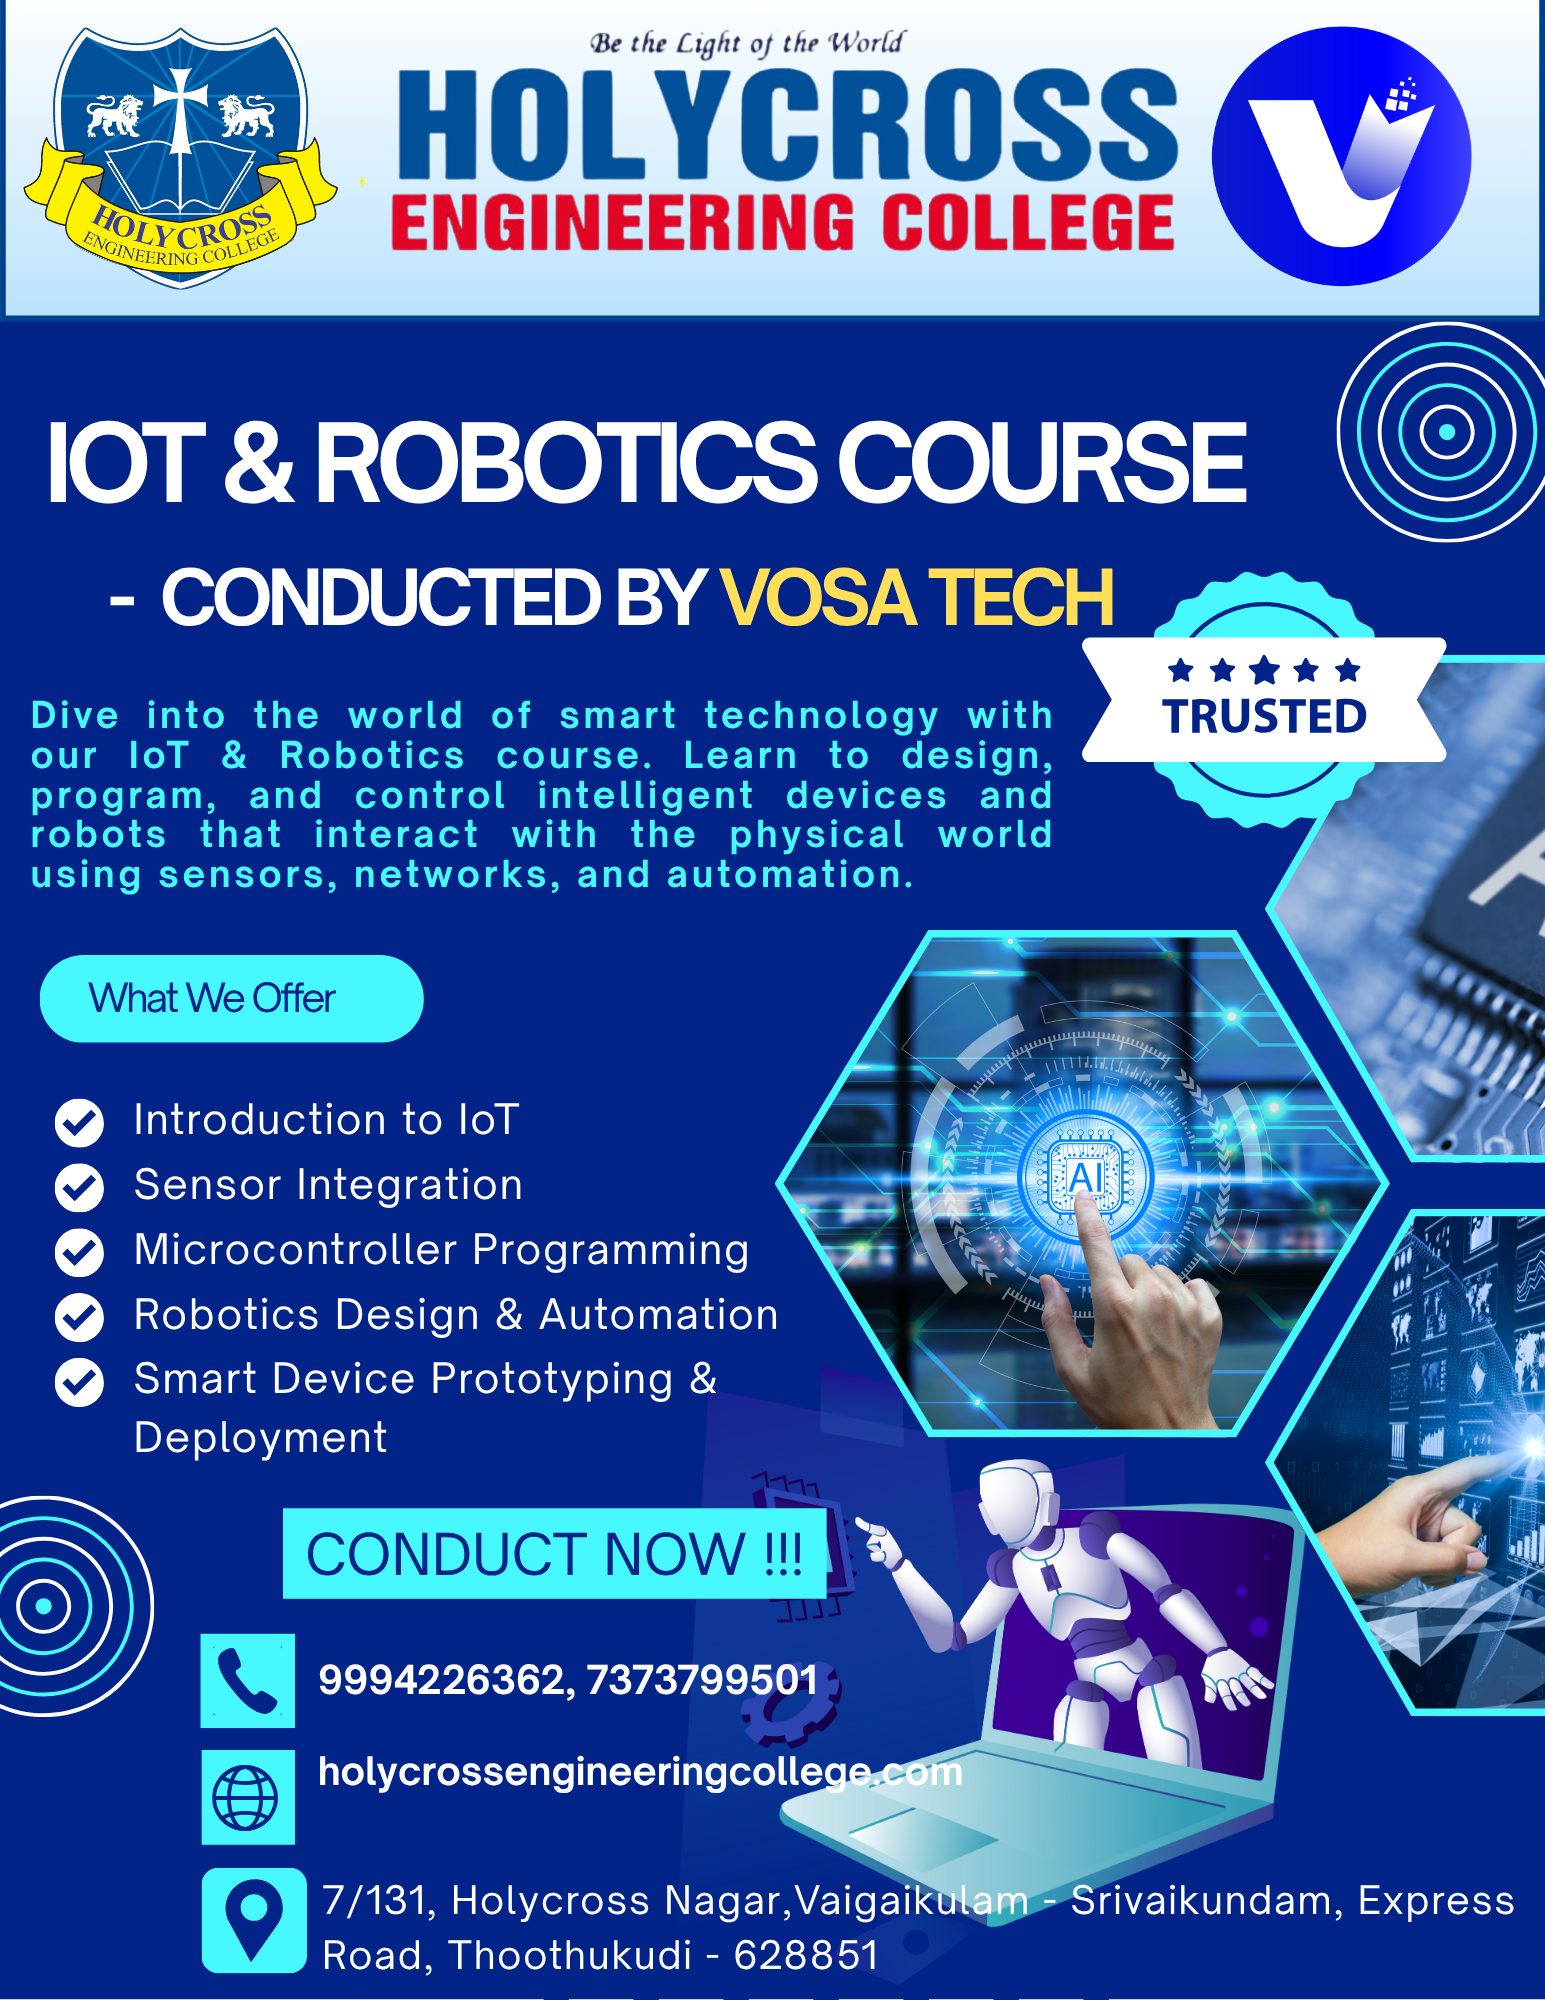 Be the Light of the World
HOLYCROSS
ENGINEERING COLLEGE
HOLYCROSS
ENGINEERING COLLEGE
IOT & ROBOTICS COURSE
- CONDUCTED BY VOSA TECH
TRUSTED
Dive into the world of smart technology with
our IoT & Robotics course. Learn to design,
program, and control intelligent devices and
robots that interact with the physical world
using sensors, networks, and automation.
What We Offer
Introduction to IoT
Sensor Integration
Microcontroller Programming
Robotics Design & Automation
Smart Device Prototyping &
Deployment
AI
CONDUCT NOW !!!
9994226362, 7373799501
holycrossengineeringcollege.com
7/131, Holycross Nagar,Vaigaikulam - Srivaikundam, Express
Road, Thoothukudi - 628851